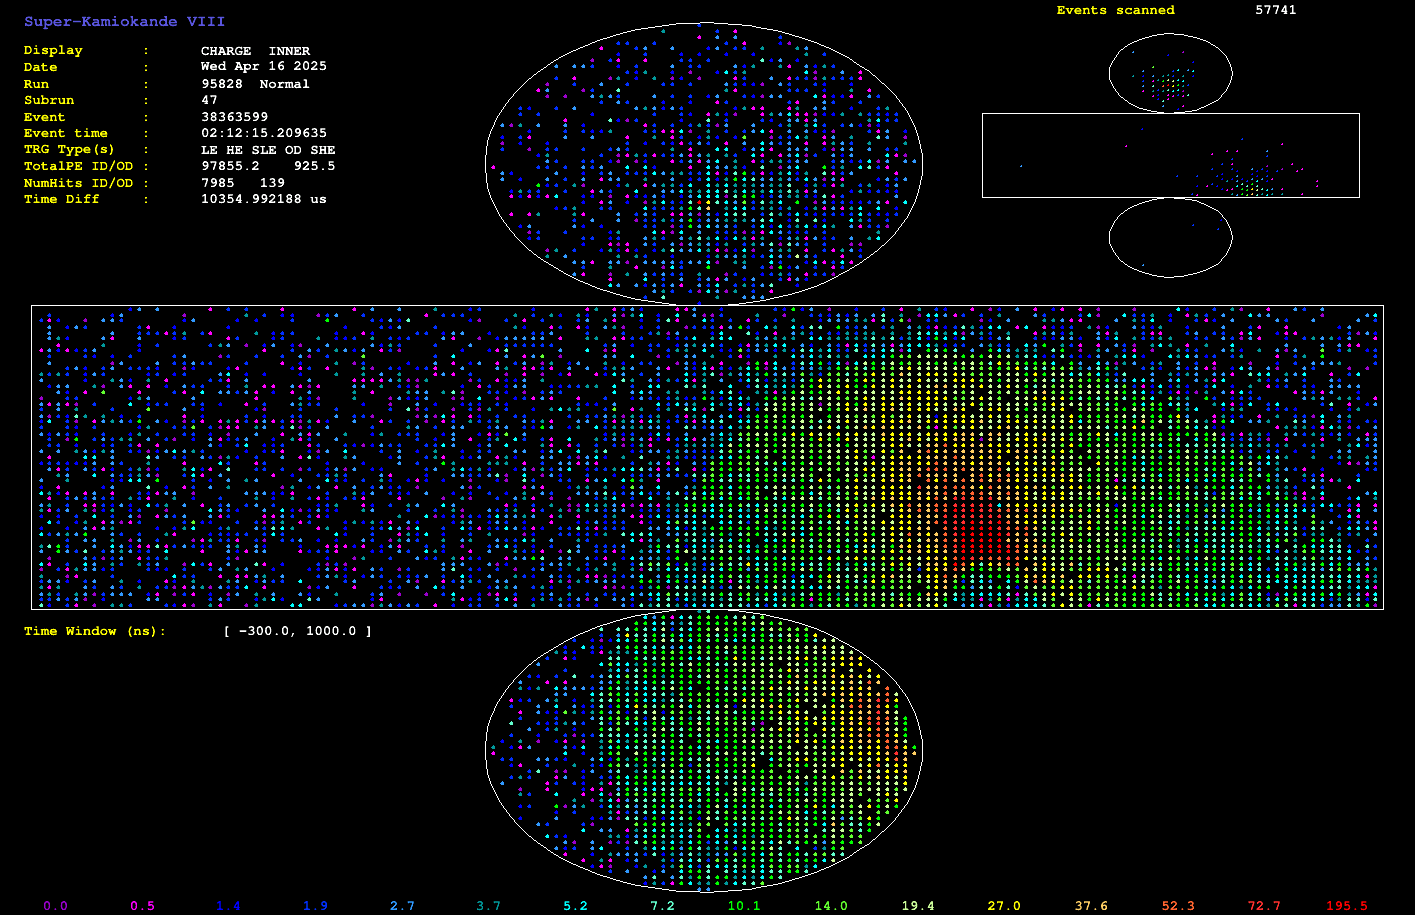 Super-Kamiokande VIII
Events scanned 57741
Display : CHARGE INNER
Date : Wed Apr 16 2025
Run : 95828 Normal
Subrun : 47
Event : 38363599
Event time : 02:12:15.209635
TRG Type(s) : LE HE SLE OD SHE
TotalPE ID/OD : 97855.2 925.5
NumHits ID/OD : 7985 139
Time Diff : 10354.992188 us
Time Window (ns): [ -300.0, 1000.0 ]
0.0 0.5 1.4 1.9 2.7 3.7 5.2 7.2 10.1 14.0 19.4 27.0 37.6 52.3 72.7 195.5